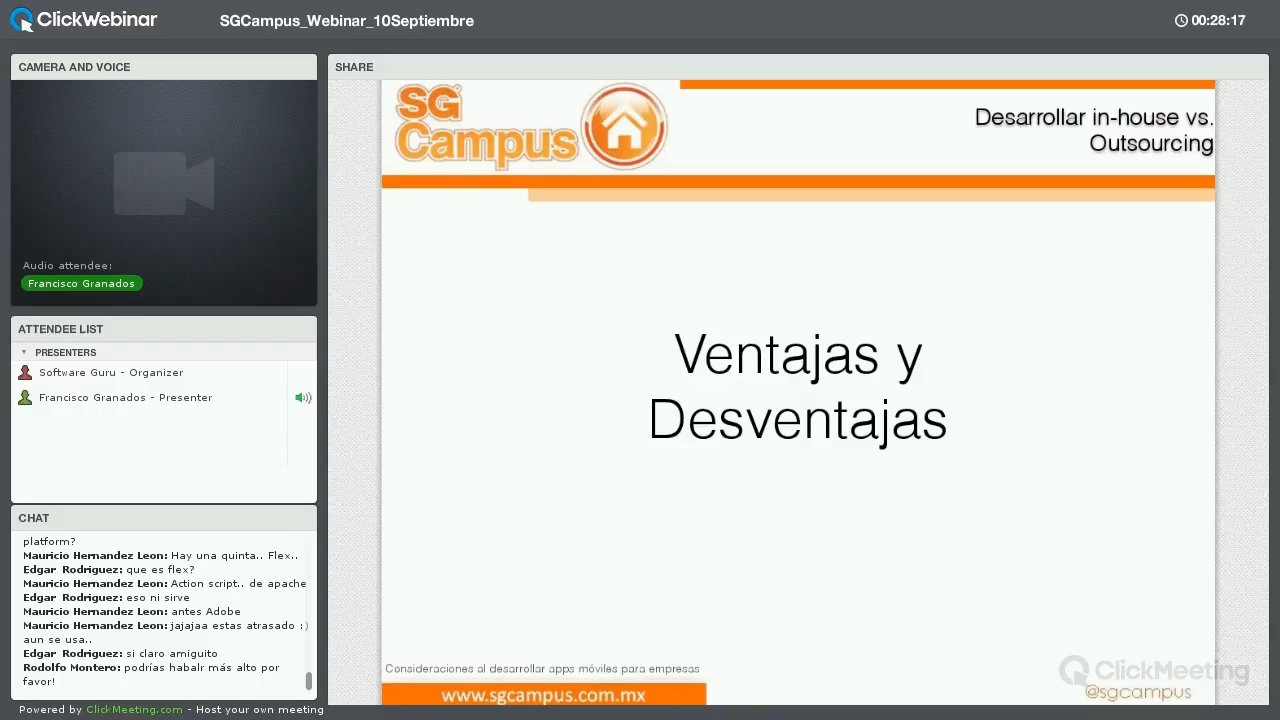 ClickWebinar
SGCampus_Webinar_10Septiembre
00:28:17
CAMERA AND VOICE
Audio attendee:
Francisco Granados
ATTENDEE LIST
PRESENTERS
Software Guru - Organizer
Francisco Granados - Presenter
CHAT
platform?
Mauricio Hernandez Leon: Hay una quinta.. Flex..
Edgar Rodriguez: que es flex?
Mauricio Hernandez Leon: Action script.. de apache
Edgar Rodriguez: eso ni sirve
Mauricio Hernandez Leon: antes Adobe
Mauricio Hernandez Leon: jajajaa estas atrasado :)
aun se usa..
Edgar Rodriguez: si claro amiguito
Rodolfo Montero: podrías habalr más alto por
favor!
Powered by ClickMeeting.com - Host your own meeting
SHARE
SG
Campus
Desarrollar in-house vs.
Outsourcing
Ventajas y
Desventajas
Consideraciones al desarrollar apps móviles para empresas
www.sgcampus.com.mx
ClickMeeting
@sgcampus